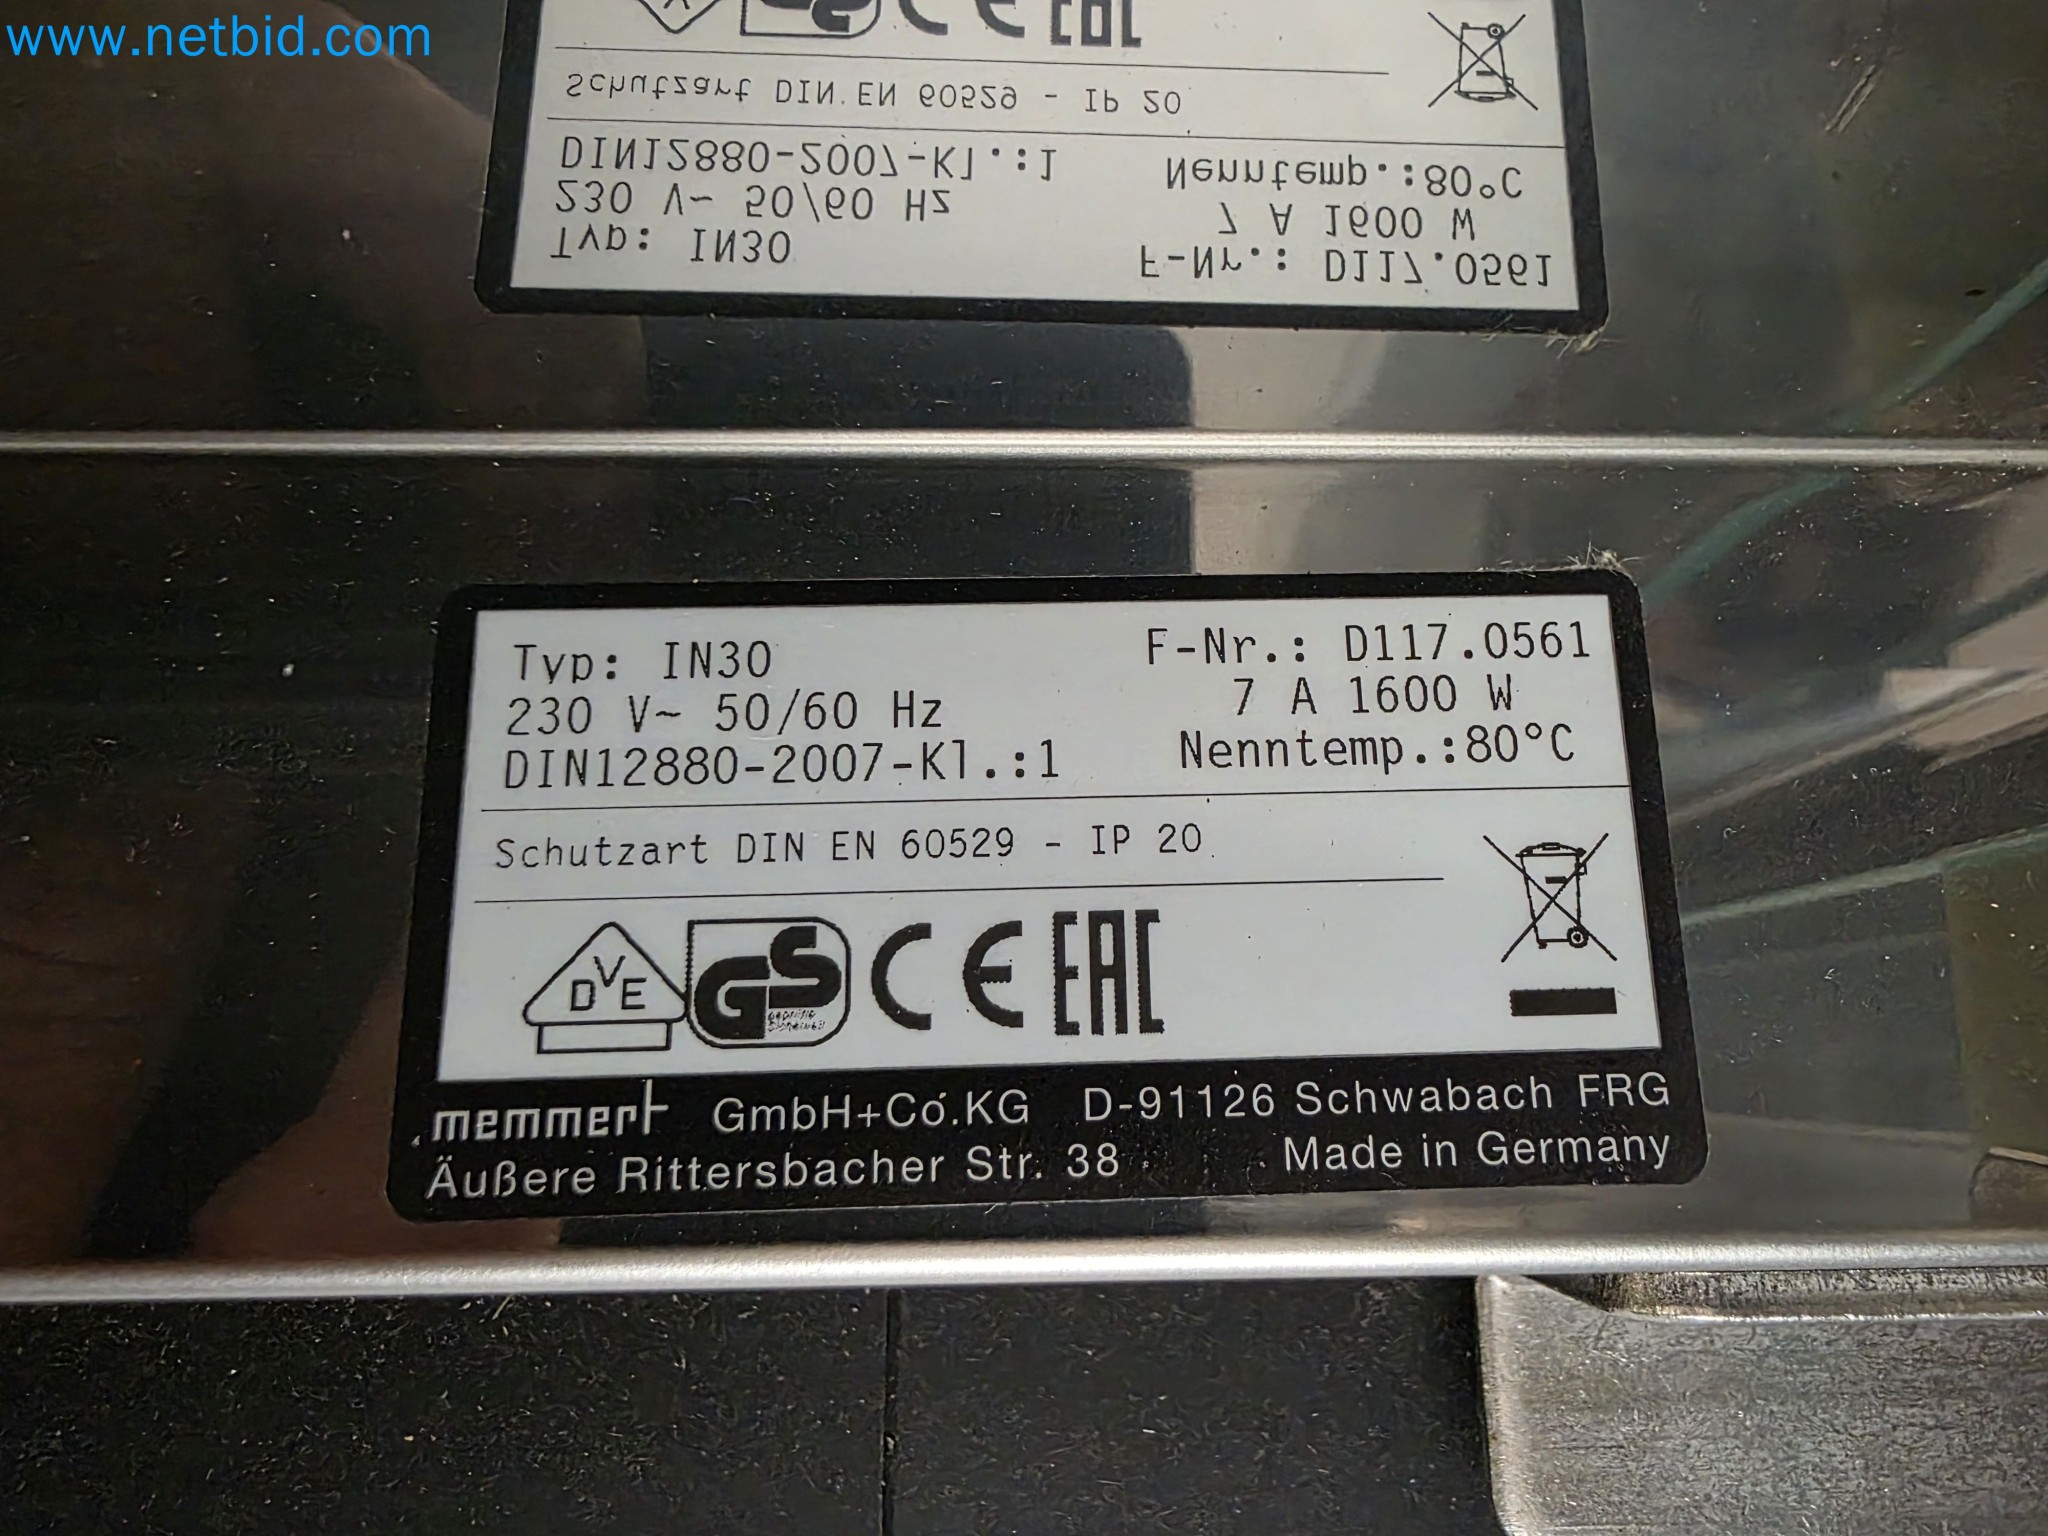 www.netbid.com
Schutzart DIN EN 60529 - IP 20
DIN12880-2007-Kl.:1 Nenntemp.:80°C
230 V~ 50/60 Hz 7 A 1600 W
Typ: IN30 F-Nr.: D117.0561
Typ: IN30 F-Nr.: D117.0561
230 V~ 50/60 Hz 7 A 1600 W
DIN12880-2007-Kl.:1 Nenntemp.:80°C
Schutzart DIN EN 60529 - IP 20
DVE GS CE EAC
memmert GmbH+Co.KG D-91126 Schwabach FRG
Äußere Rittersbacher Str. 38 Made in Germany